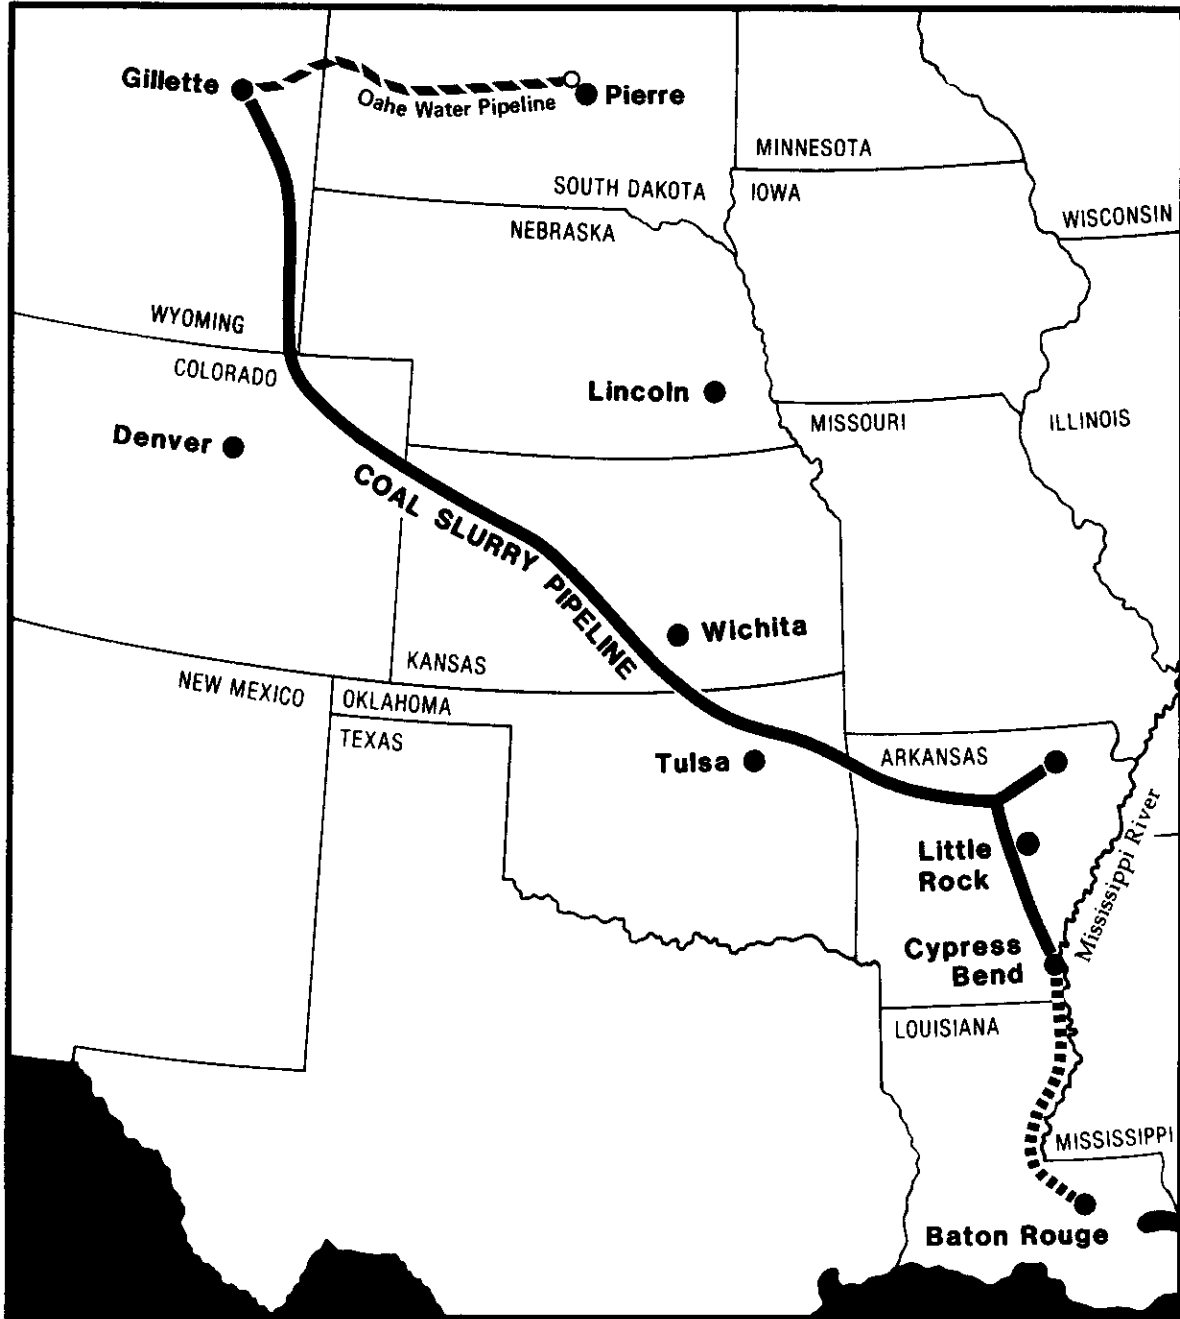 Gillette
Oahe Water Pipeline
Pierre
MINNESOTA
SOUTH DAKOTA
IOWA
WISCONSIN
NEBRASKA
WYOMING
COLORADO
Lincoln
MISSOURI
ILLINOIS
Denver
COAL SLURRY PIPELINE
Wichita
KANSAS
NEW MEXICO
OKLAHOMA
TEXAS
Tulsa
ARKANSAS
Mississippi River
Little
Rock
Cypress
Bend
LOUISIANA
MISSISSIPPI
Baton Rouge